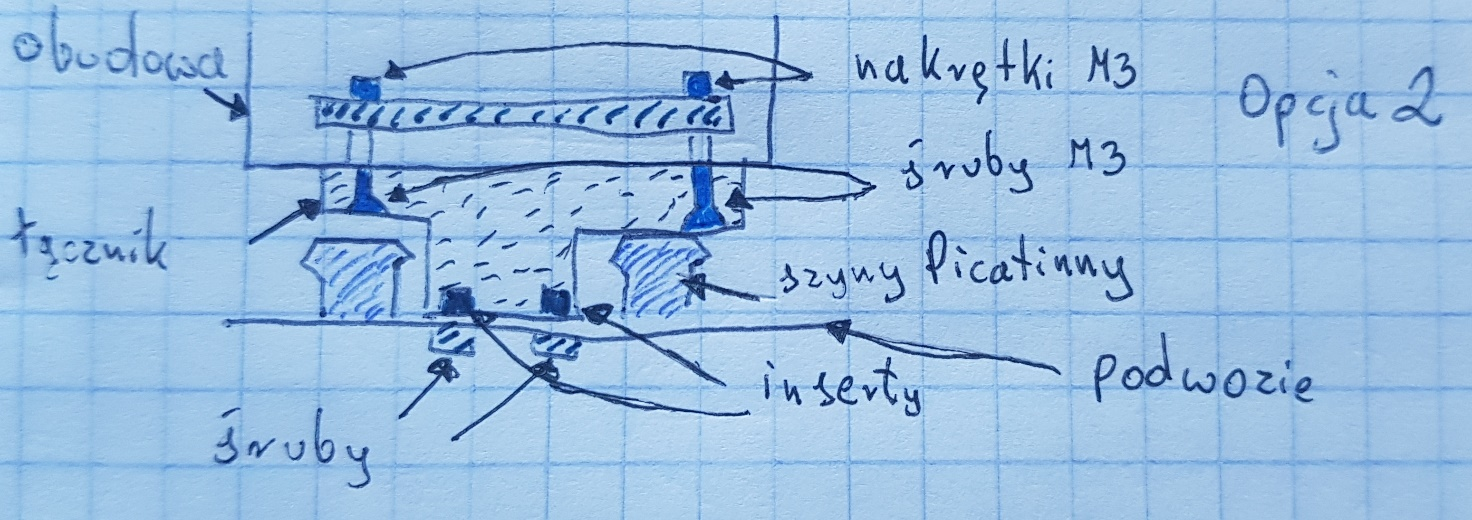 obudowa
nakrętki M3
Opcja 2
śruby M3
łącznik
szyny Picatinny
inserty
podwozie
śruby